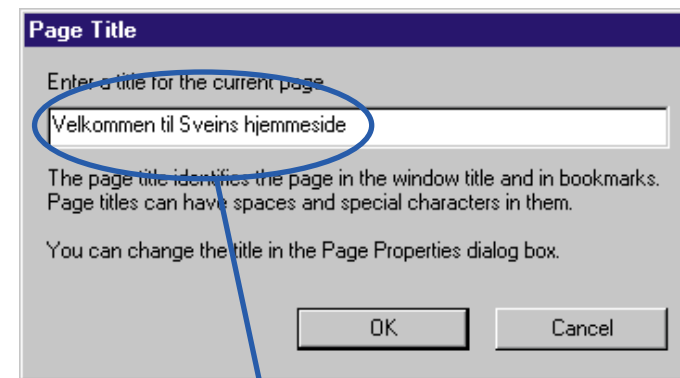 Page Title
Enter a title for the current page
Velkommen til Sveins hjemmeside
The page title identifies the page in the window title and in bookmarks.
Page titles can have spaces and special characters in them.
You can change the title in the Page Properties dialog box.
OK
Cancel